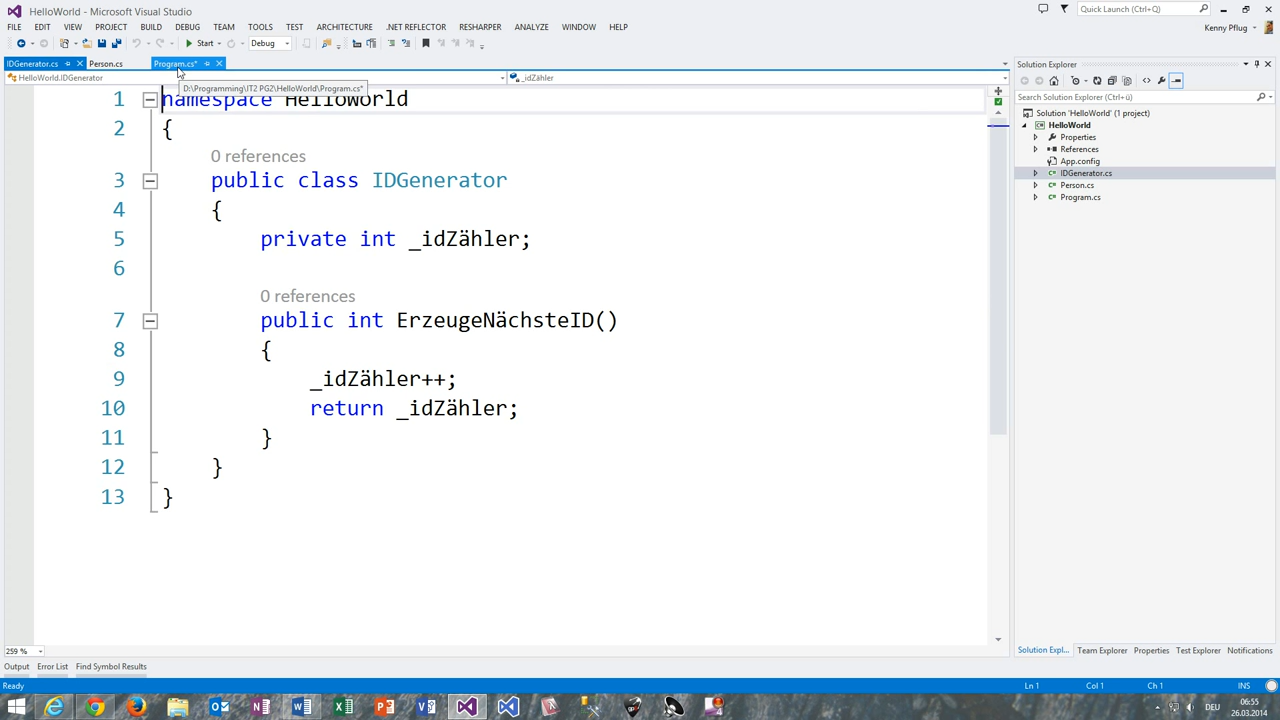 HelloWorld - Microsoft Visual Studio
Quick Launch (Ctrl+Q)
FILE EDIT VIEW PROJECT BUILD DEBUG TEAM TOOLS TEST ARCHITECTURE .NET REFLECTOR RESHARPER ANALYZE WINDOW HELP
Kenny Pflug
Start Debug
IDGenerator.cs Person.cs Program.cs*
HelloWorld.IDGenerator _idZähler
D:\Programming\IT2 PG2\HelloWorld\Program.cs*
1 namespace HelloWorld
2 {
0 references
3 public class IDGenerator
4 {
5 private int _idZähler;
6
0 references
7 public int ErzeugeNächsteID()
8 {
9 _idZähler++;
10 return _idZähler;
11 }
12 }
13 }
259 %
Solution Explorer
Search Solution Explorer (Ctrl+ü)
Solution 'HelloWorld' (1 project)
HelloWorld
Properties
References
App.config
IDGenerator.cs
Person.cs
Program.cs
Solution Expl... Team Explorer Properties Test Explorer Notifications
Output Error List Find Symbol Results
Ready Ln 1 Col 1 Ch 1 INS
DEU
06:55
26.03.2014